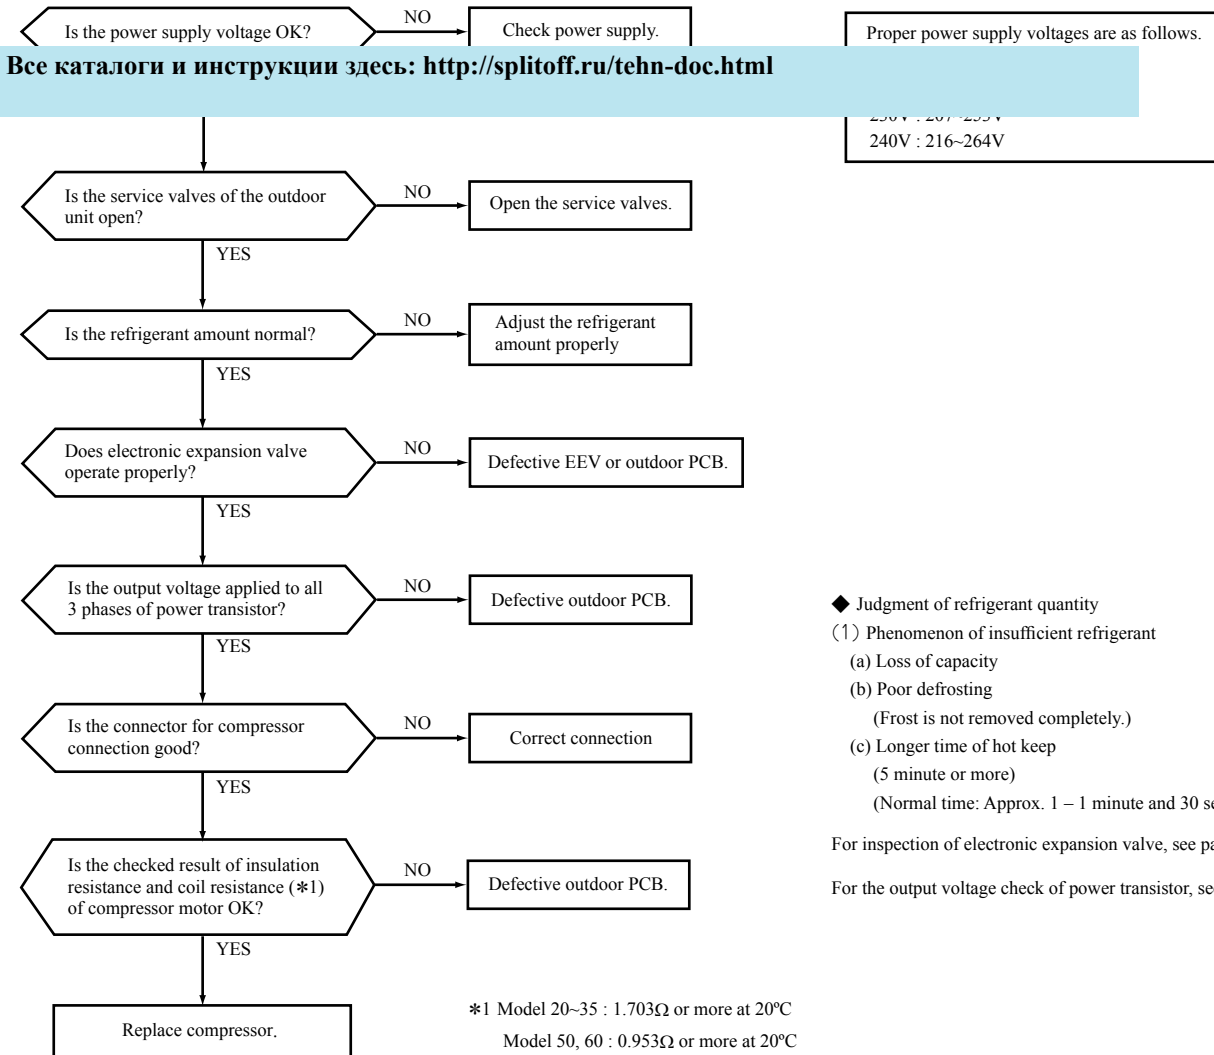 Is the power supply voltage OK?
NO
Check power supply.
Proper power supply voltages are as follows.
Все каталоги и инструкции здесь: http://splitoff.ru/tehn-doc.html
240V : 216~264V
Is the service valves of the outdoor
unit open?
NO
Open the service valves.
YES
Is the refrigerant amount normal?
NO
Adjust the refrigerant
amount properly
YES
Does electronic expansion valve
operate properly?
NO
Defective EEV or outdoor PCB.
YES
Is the output voltage applied to all
3 phases of power transistor?
NO
Defective outdoor PCB.
YES
Is the connector for compressor
connection good?
NO
Correct connection
YES
Is the checked result of insulation
resistance and coil resistance (∗1)
of compressor motor OK?
NO
Defective outdoor PCB.
YES
Replace compressor.
◆ Judgment of refrigerant quantity
(1) Phenomenon of insufficient refrigerant
(a) Loss of capacity
(b) Poor defrosting
(Frost is not removed completely.)
(c) Longer time of hot keep
(5 minute or more)
(Normal time: Approx. 1 – 1 minute and 30
For inspection of electronic expansion valve, see
For the output voltage check of power transistor,
∗1 Model 20~35 : 1.703Ω or more at 20ºC
Model 50, 60 : 0.953Ω or more at 20ºC